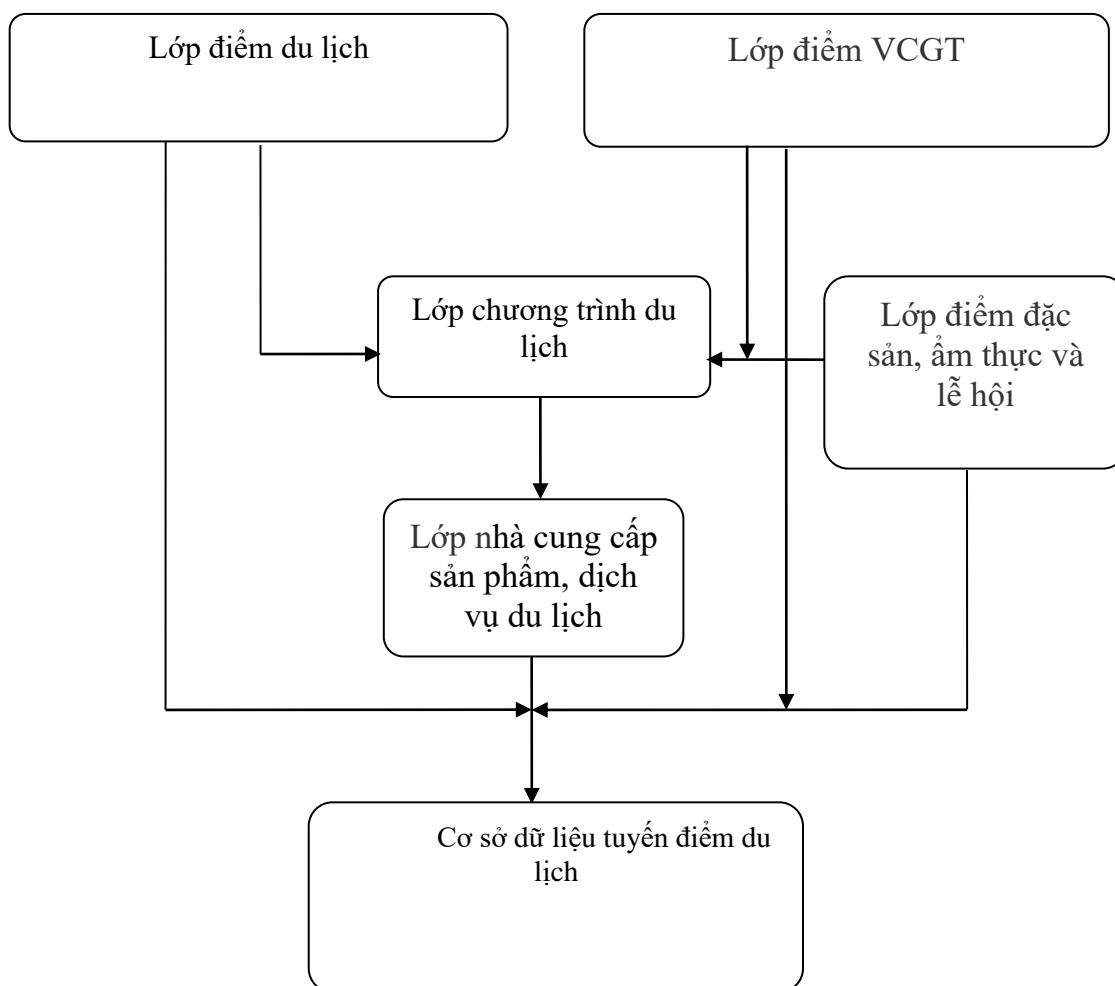 Lớp điểm du lịch
Lớp điểm VCGT
Lớp chương trình du
lịch
Lớp điểm đặc
sản, ẩm thực và
lễ hội
Lớp nhà cung cấp
sản phẩm, dịch
vụ du lịch
Cơ sở dữ liệu tuyến điểm du
lịch